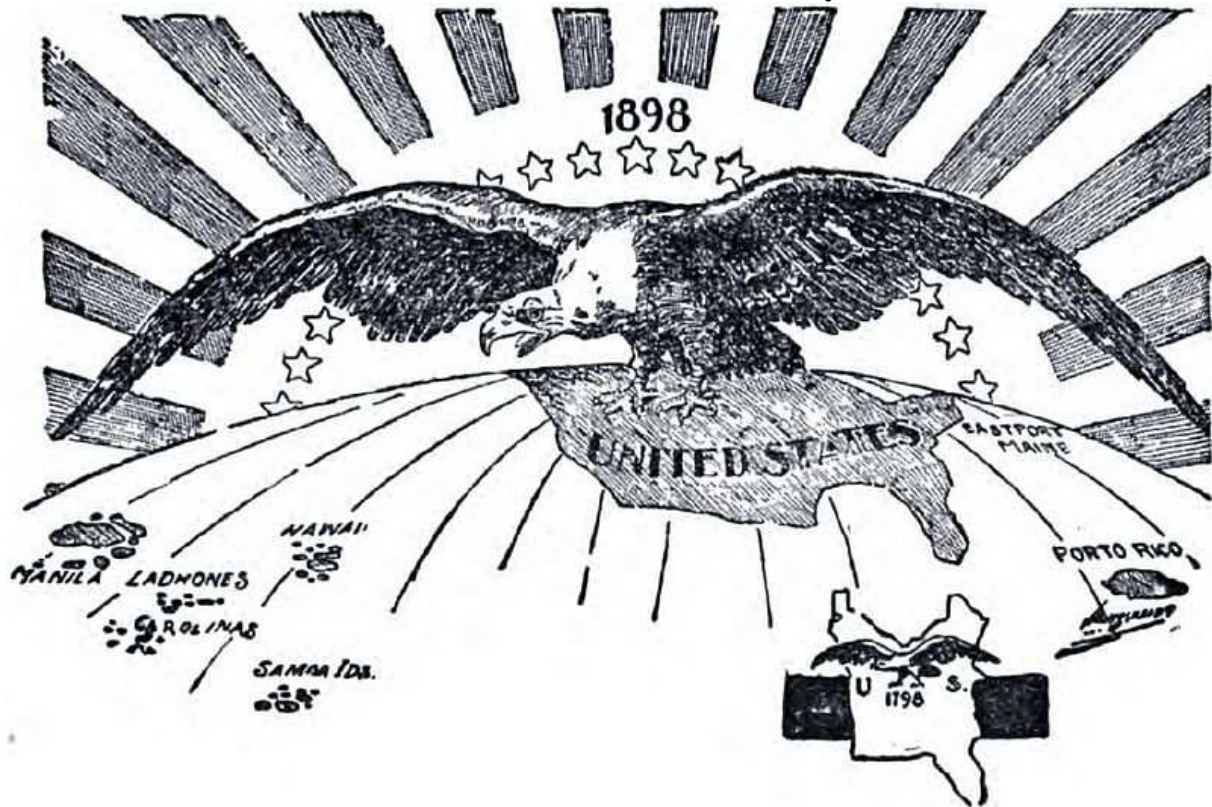 1898
UNITED STATES
EASTPORT
MAINE
HAWAII
MANILA
LADRONES
CAROLINAS
SAMOA IDS.
PORTO RICO
U S.
1798